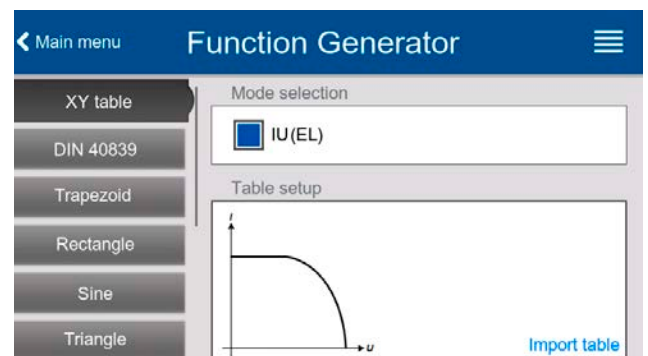 Main menu
Function Generator
XY table
DIN 40839
Trapezoid
Rectangle
Sine
Triangle
Mode selection
IU(EL)
Table setup
I
U
Import table